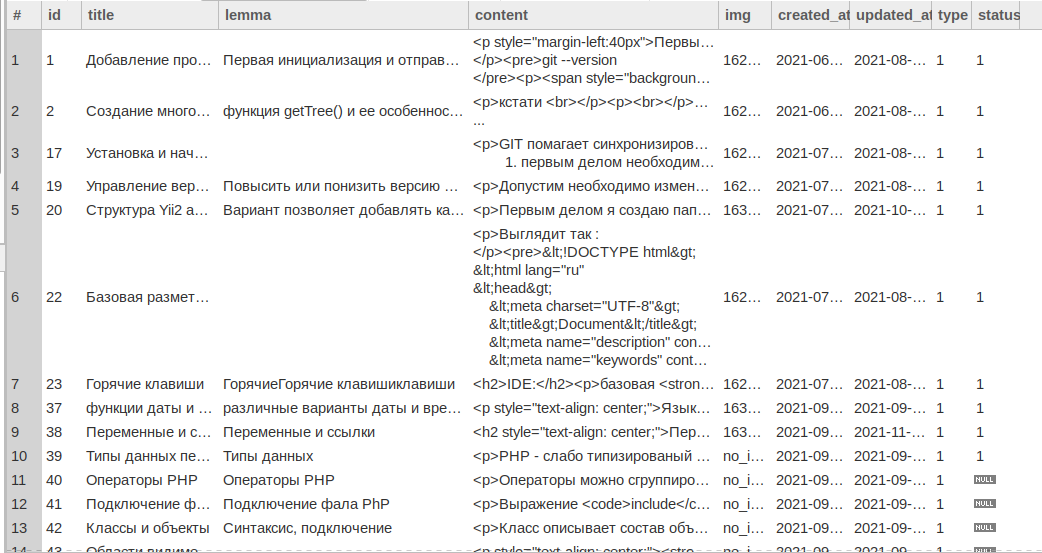 # id title lemma content img created_at updated_at type status
1 1 Добавление про... Первая инициализация и отправ... <p style="margin-left:40px">Первы... 162... 2021-06... 2021-08-... 1 1
</p><pre>git --version
</pre><p><span style="backgroun...
2 2 Создание много... функция getTree() и ее особеннос... <p>кстати <br></p><p><br></p>... 162... 2021-06... 2021-08-... 1 1
...
3 17 Установка и нач... <p>GIT помагает синхронизиров... 162... 2021-07... 2021-08-... 1 1
1. первым делом необходим...
4 19 Управление вер... Повысить или понизить версию ... <p>Допустим необходимо измен... 162... 2021-07... 2021-08-... 1 1
5 20 Структура Yii2 а... Вариант позволяет добавлять ка... <p>Первым делом я создаю пап... 163... 2021-07... 2021-10-... 1 1
6 22 Базовая размет... <p>Выглядит так : 162... 2021-07... 2021-08-... 1 1
</p><pre>&lt;!DOCTYPE html&gt;
&lt;html lang="ru"
&lt;head&gt;
&lt;meta charset="UTF-8"&gt;
&lt;title&gt;Document&lt;/title&gt;
&lt;meta name="description" con...
&lt;meta name="keywords" cont...
7 23 Горячие клавиши ГорячиеГорячие клавишиклавиши <h2>IDE:</h2><p>базовая <stron... 162... 2021-07... 2021-08-... 1 1
8 37 функции даты и ... различные варианты даты и вре... <p style="text-align: center;">Язык... 163... 2021-09... 2021-09-... 1 1
9 38 Переменные и с... Переменные и ссылки <h2 style="text-align: center;">Пер... 163... 2021-09... 2021-11-... 1 1
10 39 Типы данных пе... Типы данных <p>PHP - слабо типизированый ... no_i... 2021-09... 2021-09-... 1 1
11 40 Операторы PHP Операторы PHP <p>Операторы можно сгруппиро... no_i... 2021-09... 2021-09-... 1 NULL
12 41 Подключение ф... Подключение фала PhP <p>Выражение <code>include</c... no_i... 2021-09... 2021-09-... 1 NULL
13 42 Классы и объекты Синтаксис, подключение <p>Класс описывает состав объ... no_i... 2021-09... 2021-09-... 1 NULL
14 43 Области видимо... <p style="text-align: center;"><stro... no_i... 2021-09... 2021-09-... 1 NULL